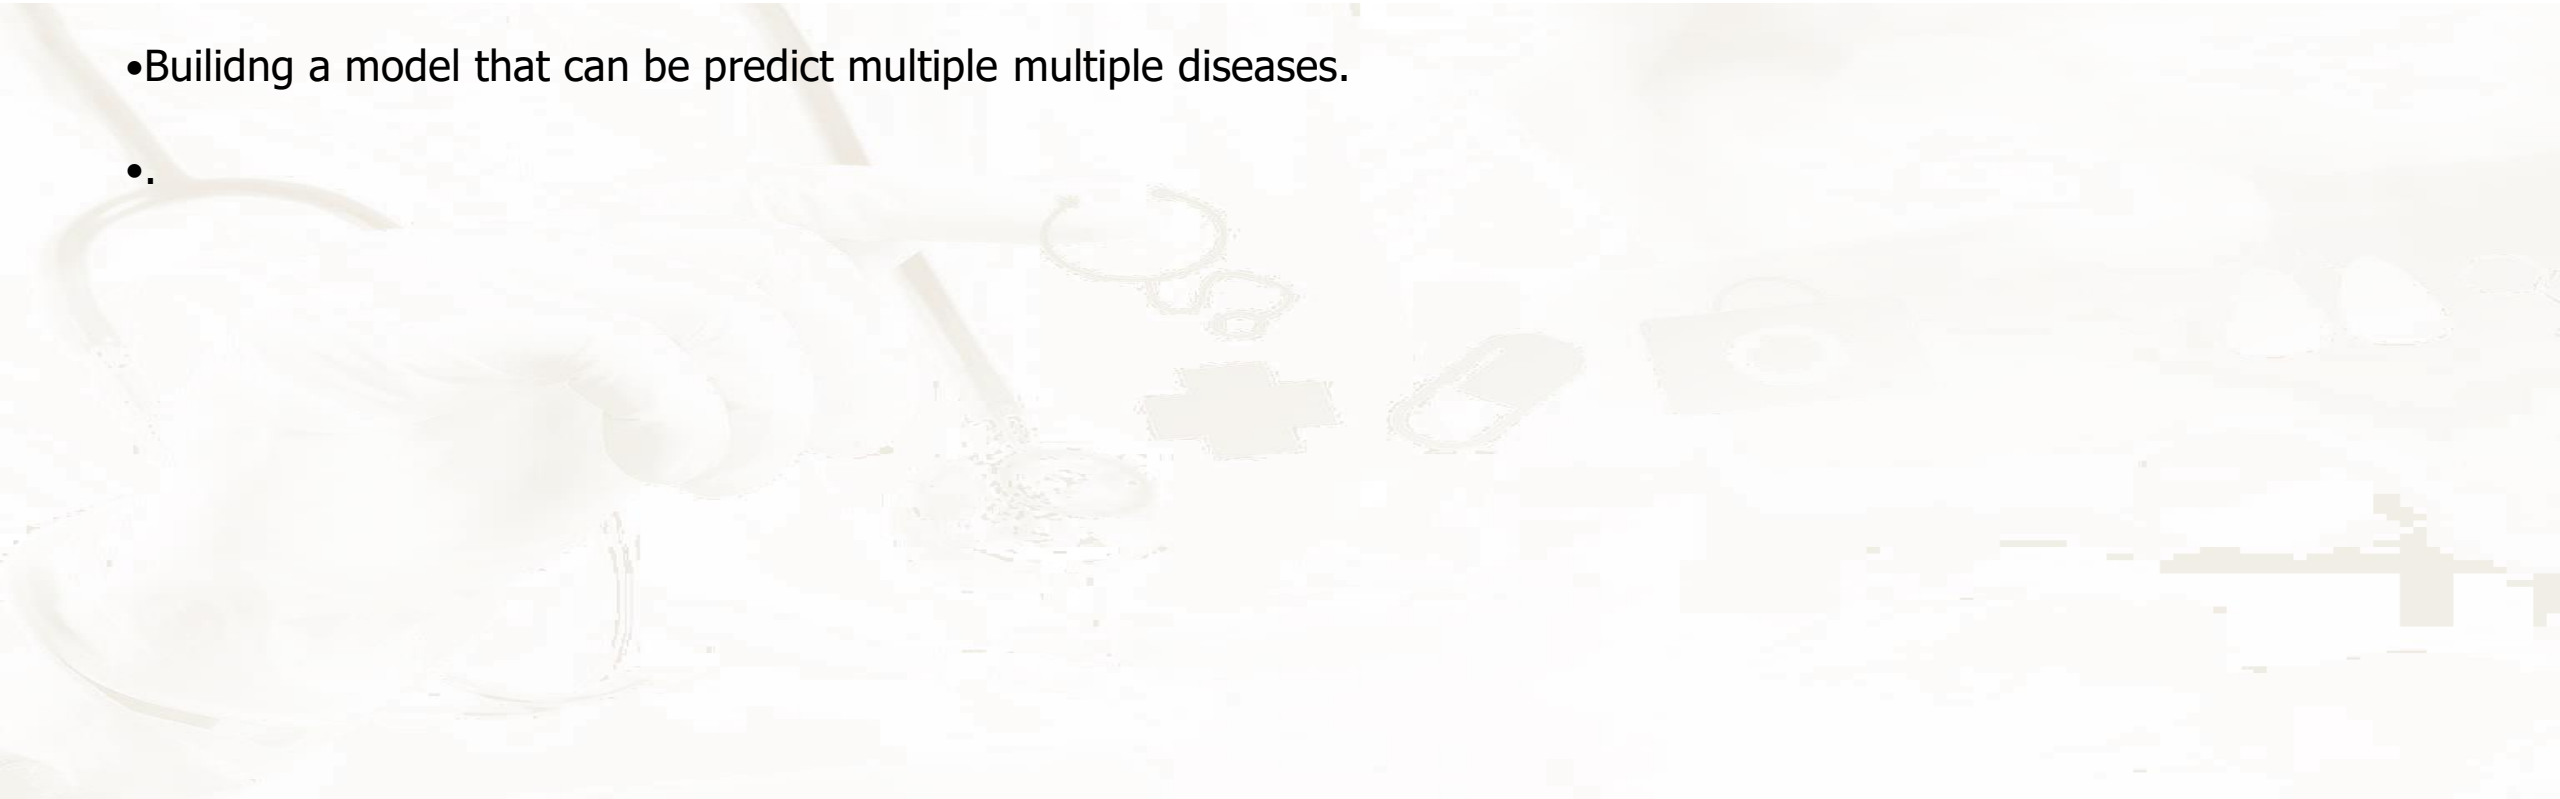 •Builidng a model that can be predict multiple multiple diseases.
•.